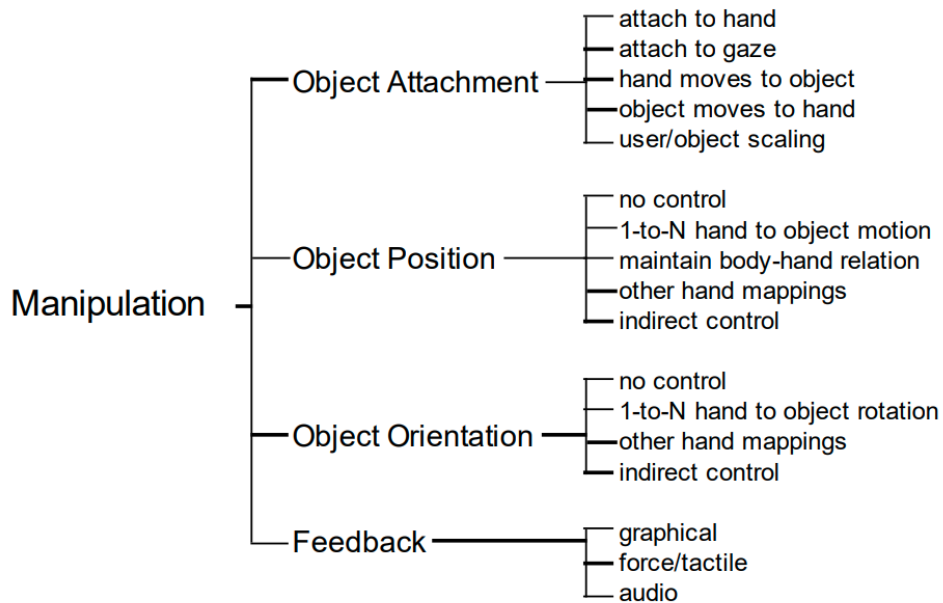 Manipulation
Object Attachment
attach to hand
attach to gaze
hand moves to object
object moves to hand
user/object scaling
Object Position
no control
1-to-N hand to object motion
maintain body-hand relation
other hand mappings
indirect control
Object Orientation
no control
1-to-N hand to object rotation
other hand mappings
indirect control
Feedback
graphical
force/tactile
audio